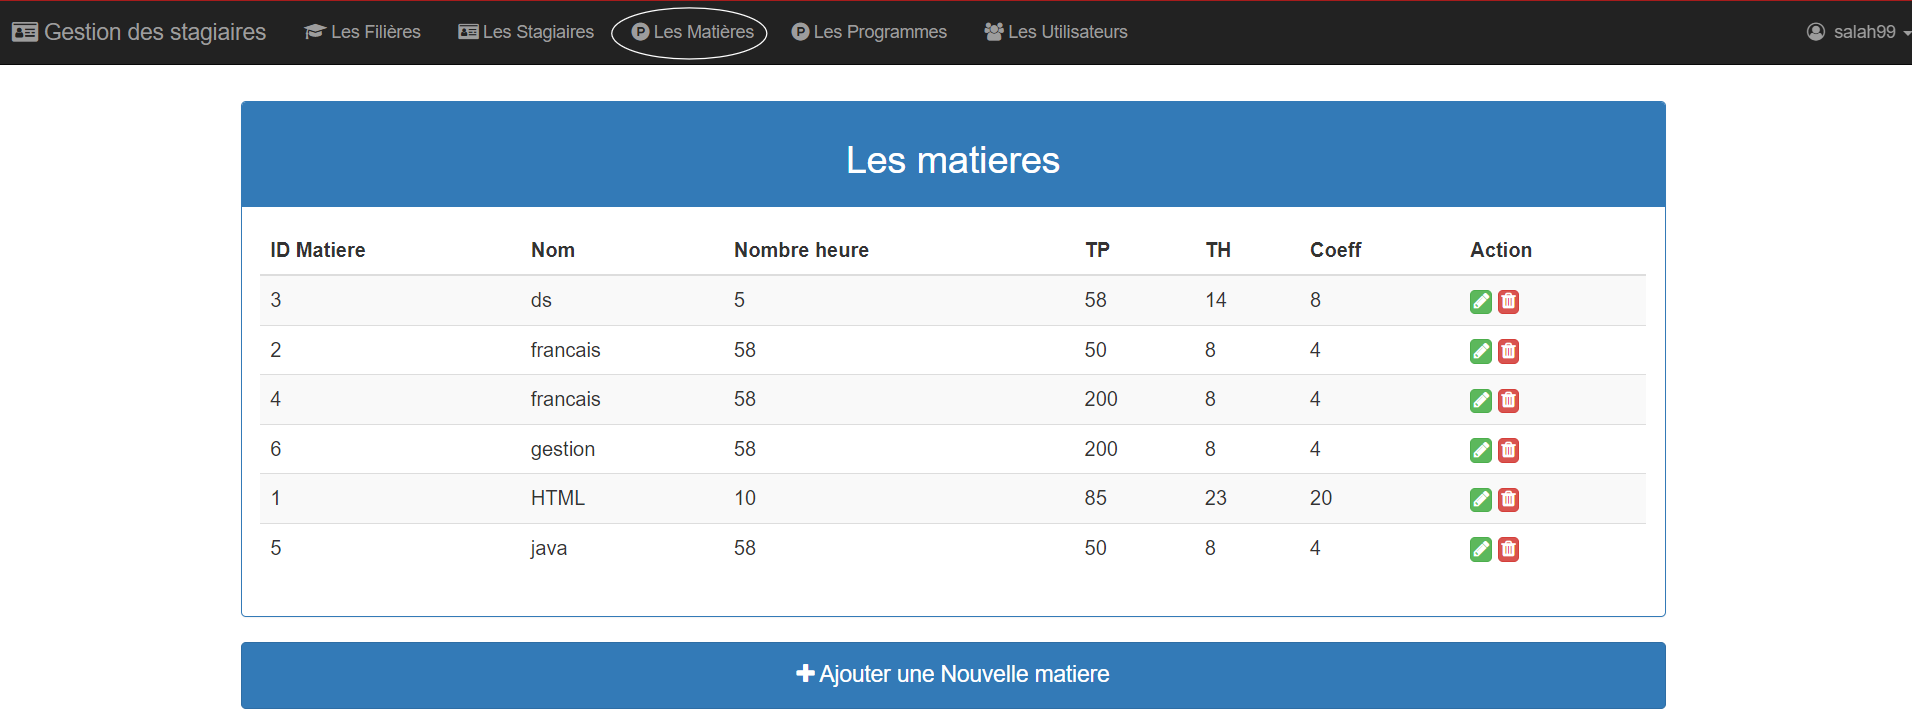 Gestion des stagiaires Les Filières Les Stagiaires P Les Matières P Les Programmes Les Utilisateurs salah99
Les matieres
ID Matiere Nom Nombre heure TP TH Coeff Action
3 ds 5 58 14 8
2 francais 58 50 8 4
4 francais 58 200 8 4
6 gestion 58 200 8 4
1 HTML 10 85 23 20
5 java 58 50 8 4
Ajouter une Nouvelle matiere